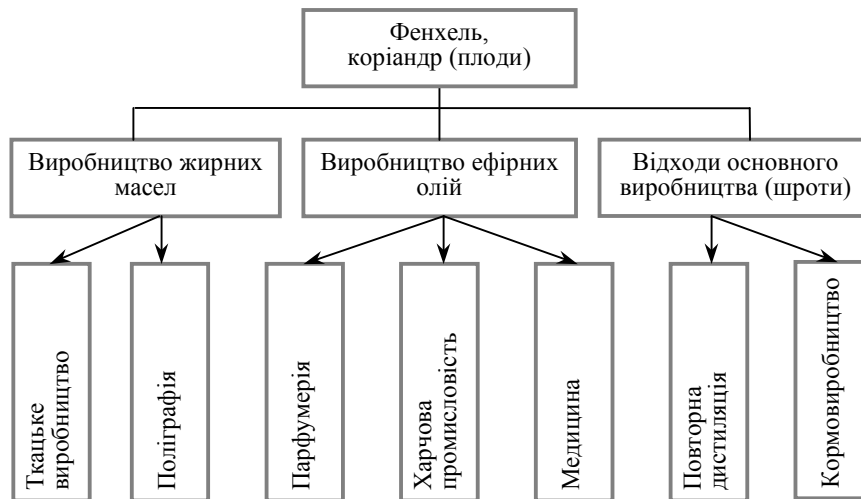 Фенхель,
коріандр (плоди)
Виробництво жирних
масел
Виробництво ефірних
олій
Відходи основного
виробництва (шроти)
Ткацьке
виробництво
Поліграфія
Парфумерія
Харчова
промисловість
Медицина
Повторна
дистиляція
Кормовиробництво